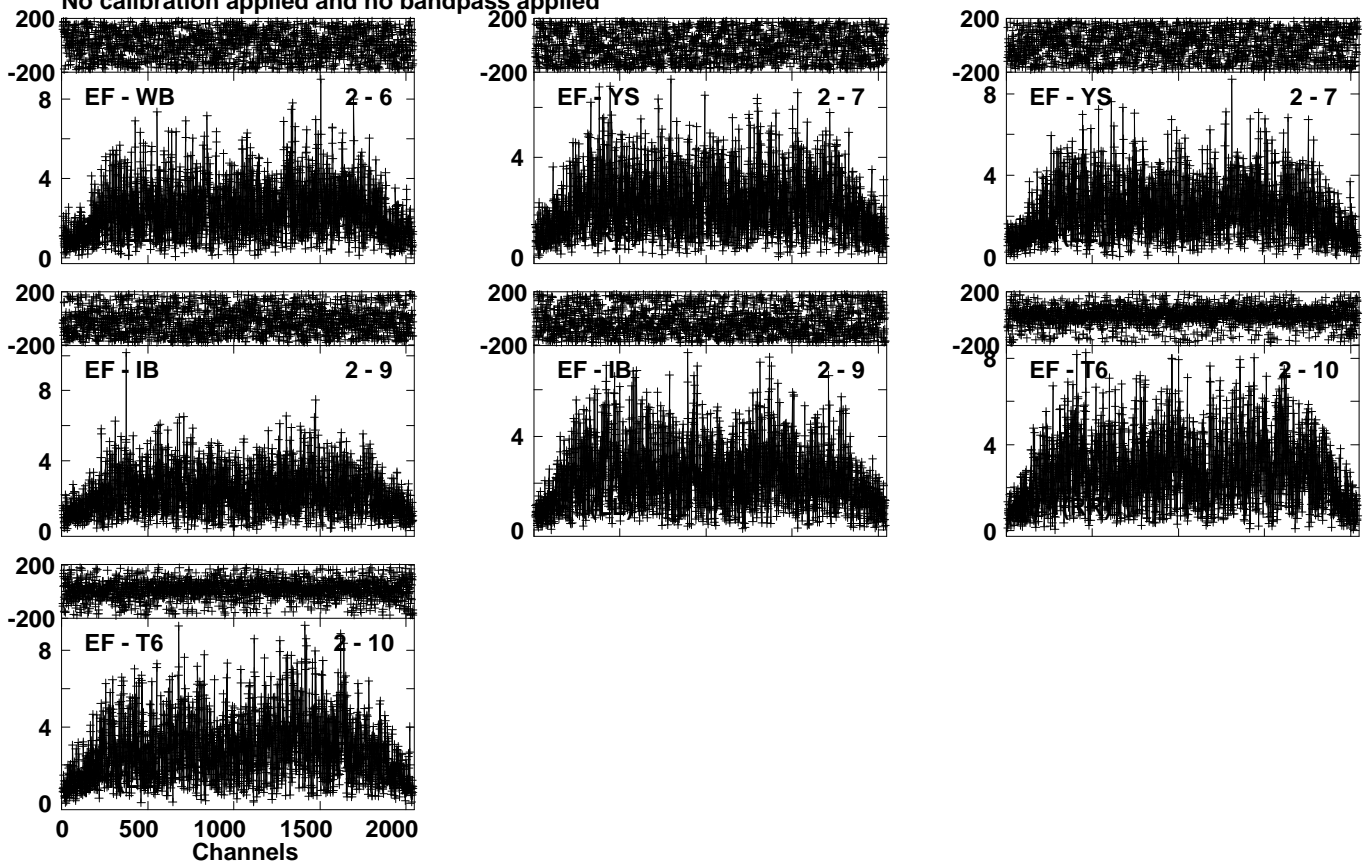 No calibration applied and no bandpass applied
200 200 200
-200 -200 -200
EF - WB 2 - 6 EF - YS 2 - 7 EF - YS 2 - 7
8 8
4 4 4
0 0 0
200 200 200
-200 -200 -200
EF - IB 2 - 9 EF - IB 2 - 9 EF - T6 2 - 10
8 8
4 4 4
0 0 0
200
-200
EF - T6 2 - 10
8
4
0
0 500 1000 1500 2000
Channels